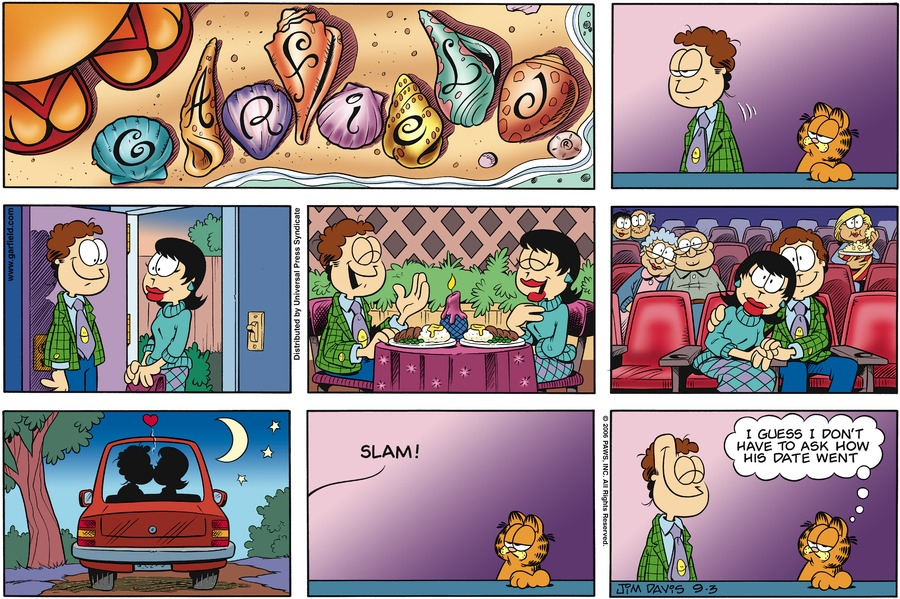 GARFiELD
®
www.garfield.com
Distributed by Universal Press Syndicate
SLAM!
© 2006 PAWS, INC. All Rights Reserved.
I GUESS I DON'T
HAVE TO ASK HOW
HIS DATE WENT
JIM DAVIS 9-3